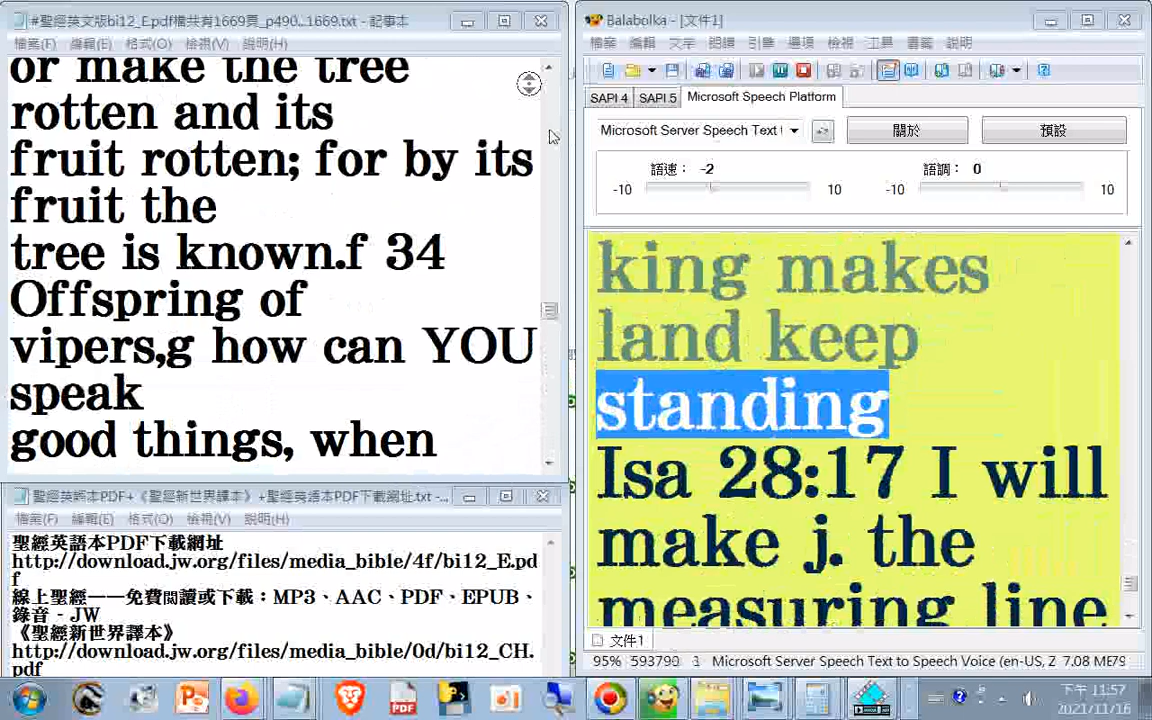 #聖經英文版bi12_E.pdf檔共有1669頁_p490...1669.txt - 記事本
檔案(F) 編輯(E) 格式(O) 檢視(V) 說明(H)
or make the tree
rotten and its
fruit rotten; for by its
fruit the
tree is known.f 34
Offspring of
vipers,g how can YOU
speak
good things, when
聖經英語本PDF+《聖經新世界譯本》+聖經英語本PDF下載網址.txt - ...
檔案(F) 編輯(E) 格式(O) 檢視(V) 說明(H)
聖經英語本PDF下載網址
http://download.jw.org/files/media_bible/4f/bi12_E.pd
f
線上聖經——免費閱讀或下載：MP3、AAC、PDF、EPUB、
錄音 - JW
《聖經新世界譯本》
http://download.jw.org/files/media_bible/0d/bi12_CH.
pdf
Balabolka - [文件1]
檔案 編輯 文字 朗讀 引擎 選項 檢視 工具 書籤 說明
SAPI 4 SAPI 5 Microsoft Speech Platform
Microsoft Server Speech Text 關於 預設
語速： -2 語調： 0
-10 10 -10 10
king makes
land keep
standing
Isa 28:17 I will
make j. the
measuring line
文件1
95% 593790 Microsoft Server Speech Text to Speech Voice (en-US, Z 7.08 МБ79
下午 11:57
2021/11/16